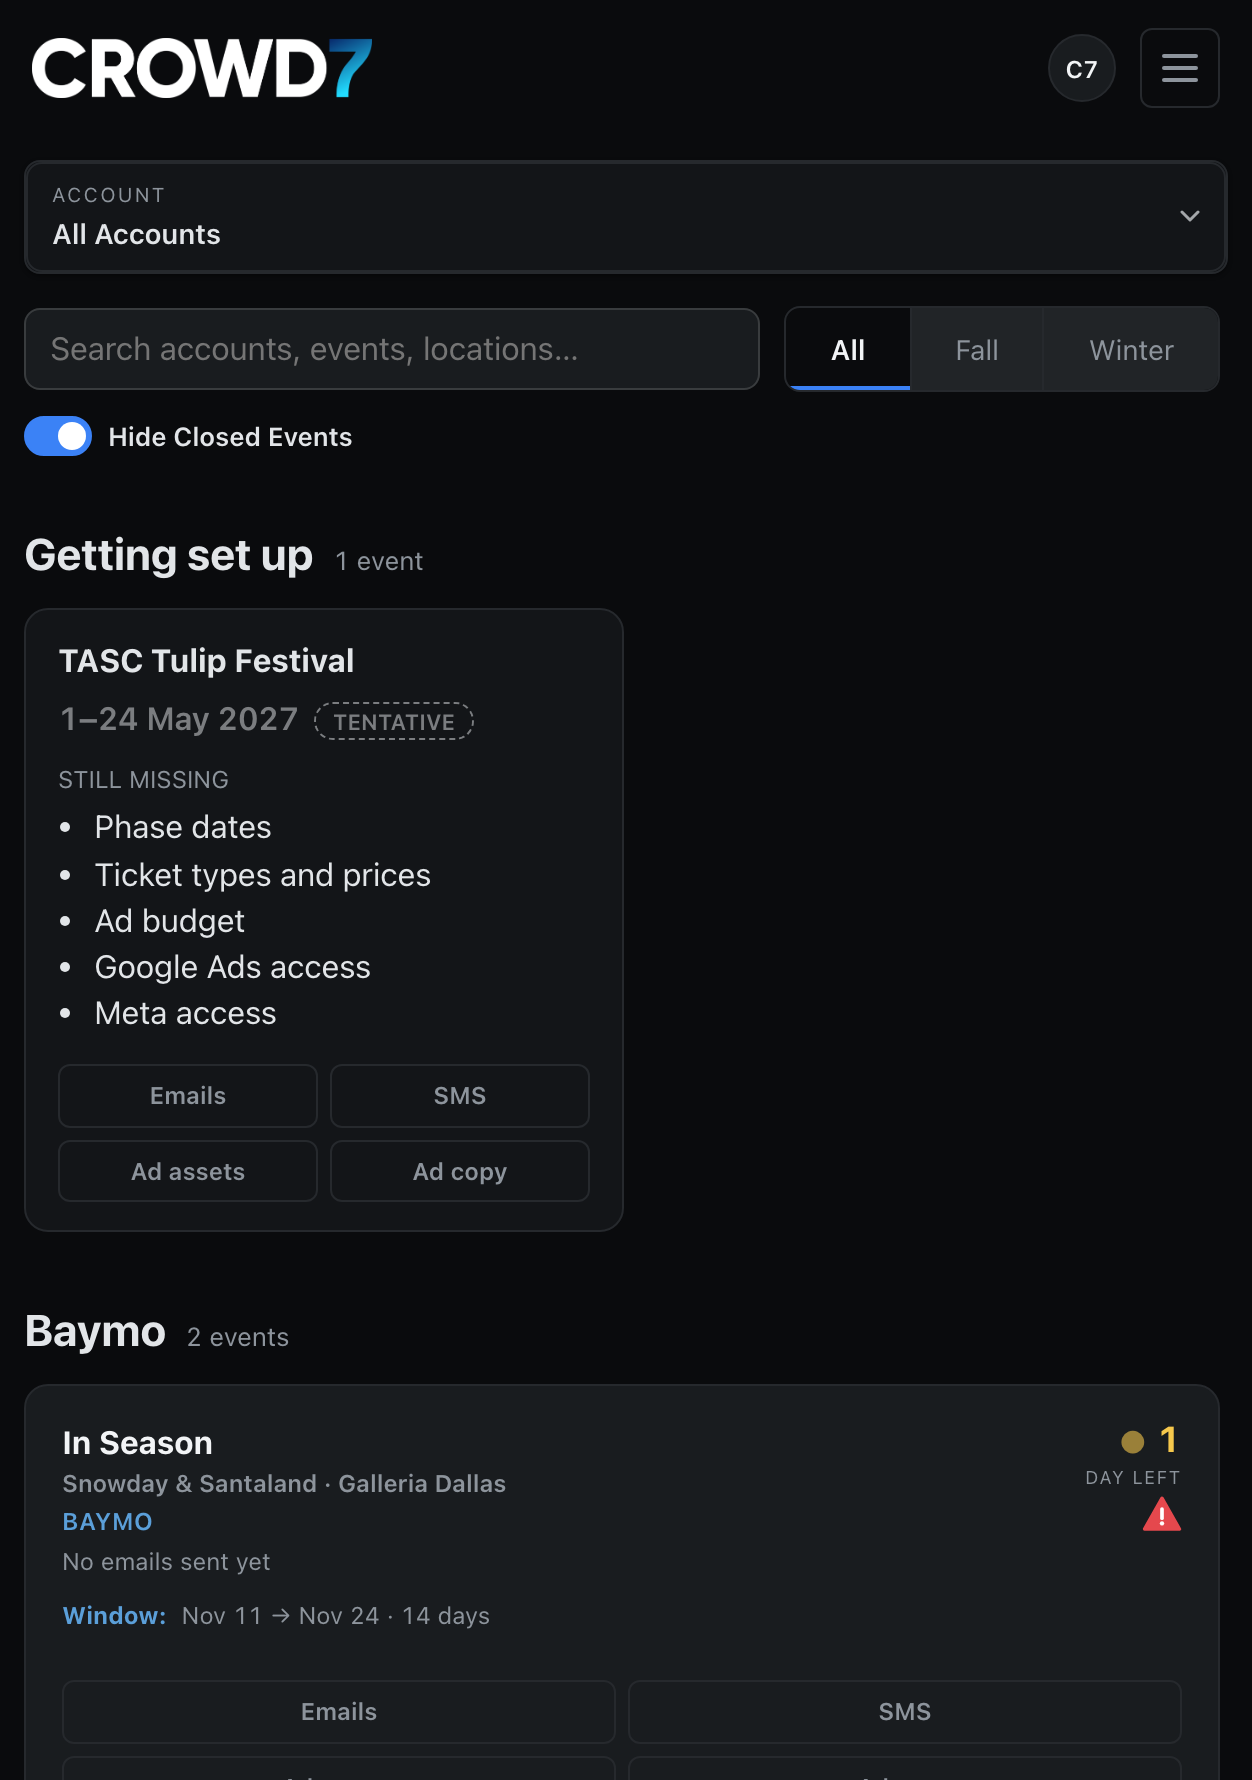 CROWD7
C7
ACCOUNT
All Accounts
Search accounts, events, locations...
All
Fall
Winter
Hide Closed Events
Getting set up 1 event
TASC Tulip Festival
1–24 May 2027 TENTATIVE
STILL MISSING
• Phase dates
• Ticket types and prices
• Ad budget
• Google Ads access
• Meta access
Emails
SMS
Ad assets
Ad copy
Baymo 2 events
In Season
1
Snowday & Santaland · Galleria Dallas
DAY LEFT
BAYMO
No emails sent yet
Window: Nov 11 → Nov 24 · 14 days
Emails
SMS